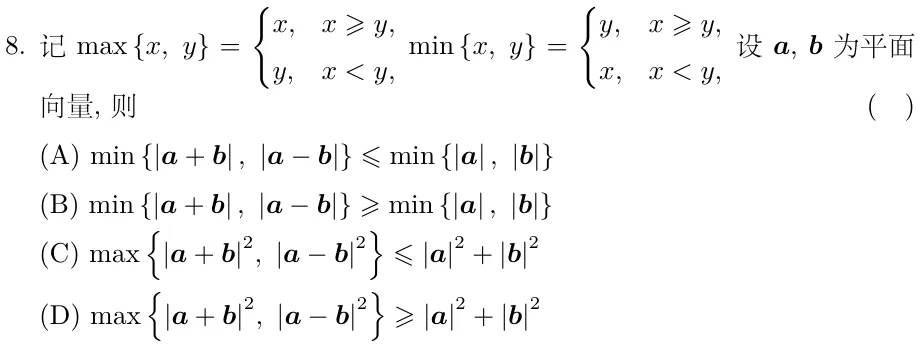 8. 记 max{x, y} = { x, x ⩾ y, y, x < y, min{x, y} = { y, x ⩾ y, x, x < y, 设 a, b 为平面
向量, 则 ( )
(A) min{|a + b|, |a − b|} ⩽ min{|a|, |b|}
(B) min{|a + b|, |a − b|} ⩾ min{|a|, |b|}
(C) max{|a + b|², |a − b|²} ⩽ |a|² + |b|²
(D) max{|a + b|², |a − b|²} ⩾ |a|² + |b|²